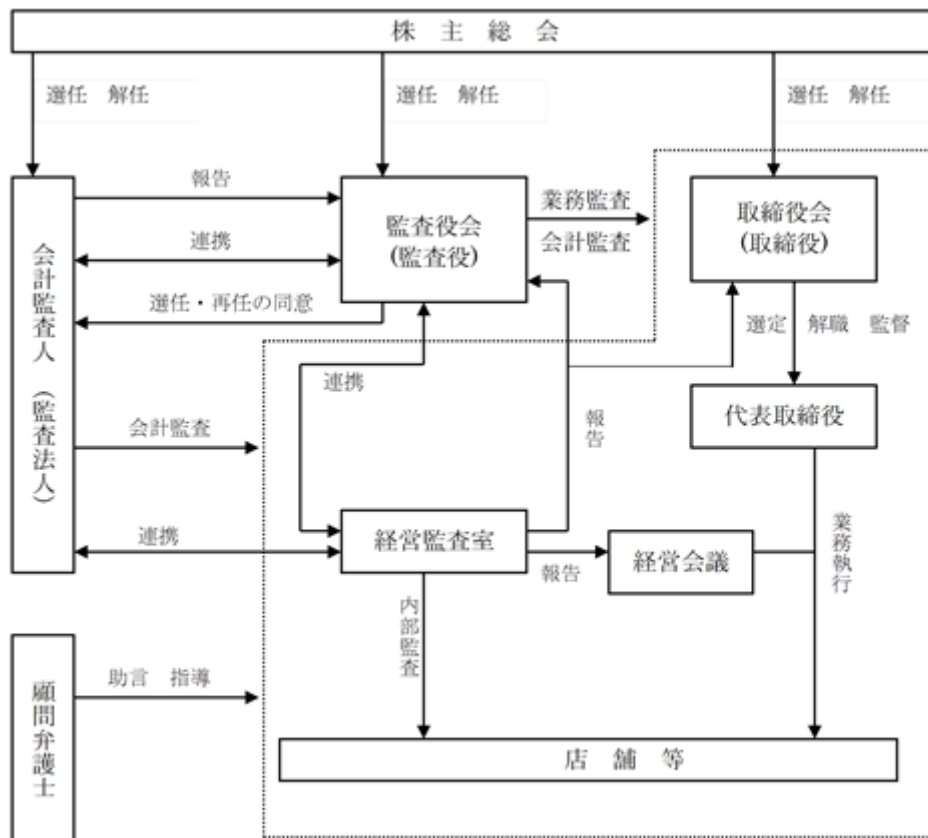 株 主 総 会
選任 解任
選任 解任
選任 解任
報告
監査役会
(監査役)
業務監査
会計監査
取締役会
(取締役)
連携
選任・再任の同意
会計監査人 (監査法人)
選定 解職 監督
連携
代表取締役
報告
会計監査
連携
経営監査室
報告
経営会議
業務執行
内部監査
顧問弁護士
助言 指導
店 舗 等